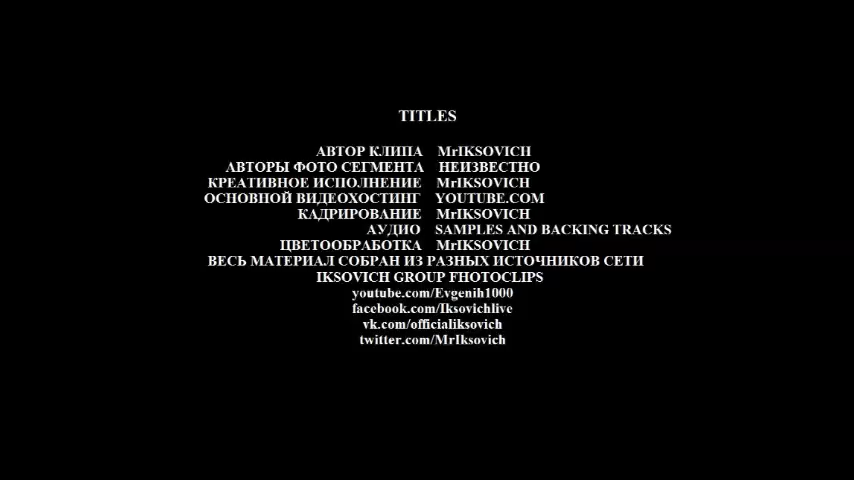 TITLES
АВТОР КЛИПА MrIKSOVICH
АВТОРЫ ФОТО СЕГМЕНТА НЕИЗВЕСТНО
КРЕАТИВНОЕ ИСПОЛНЕНИЕ MrIKSOVICH
ОСНОВНОЙ ВИДЕОХОСТИНГ YOUTUBE.COM
КАДРИРОВАНИЕ MrIKSOVICH
АУДИО SAMPLES AND BACKING TRACKS
ЦВЕТООБРАБОТКА MrIKSOVICH
ВЕСЬ МАТЕРИАЛ СОБРАН ИЗ РАЗНЫХ ИСТОЧНИКОВ СЕТИ
IKSOVICH GROUP FHOTOCLIPS
youtube.com/Evgenih1000
facebook.com/Iksovichlive
vk.com/officialiksovich
twitter.com/MrIksovich